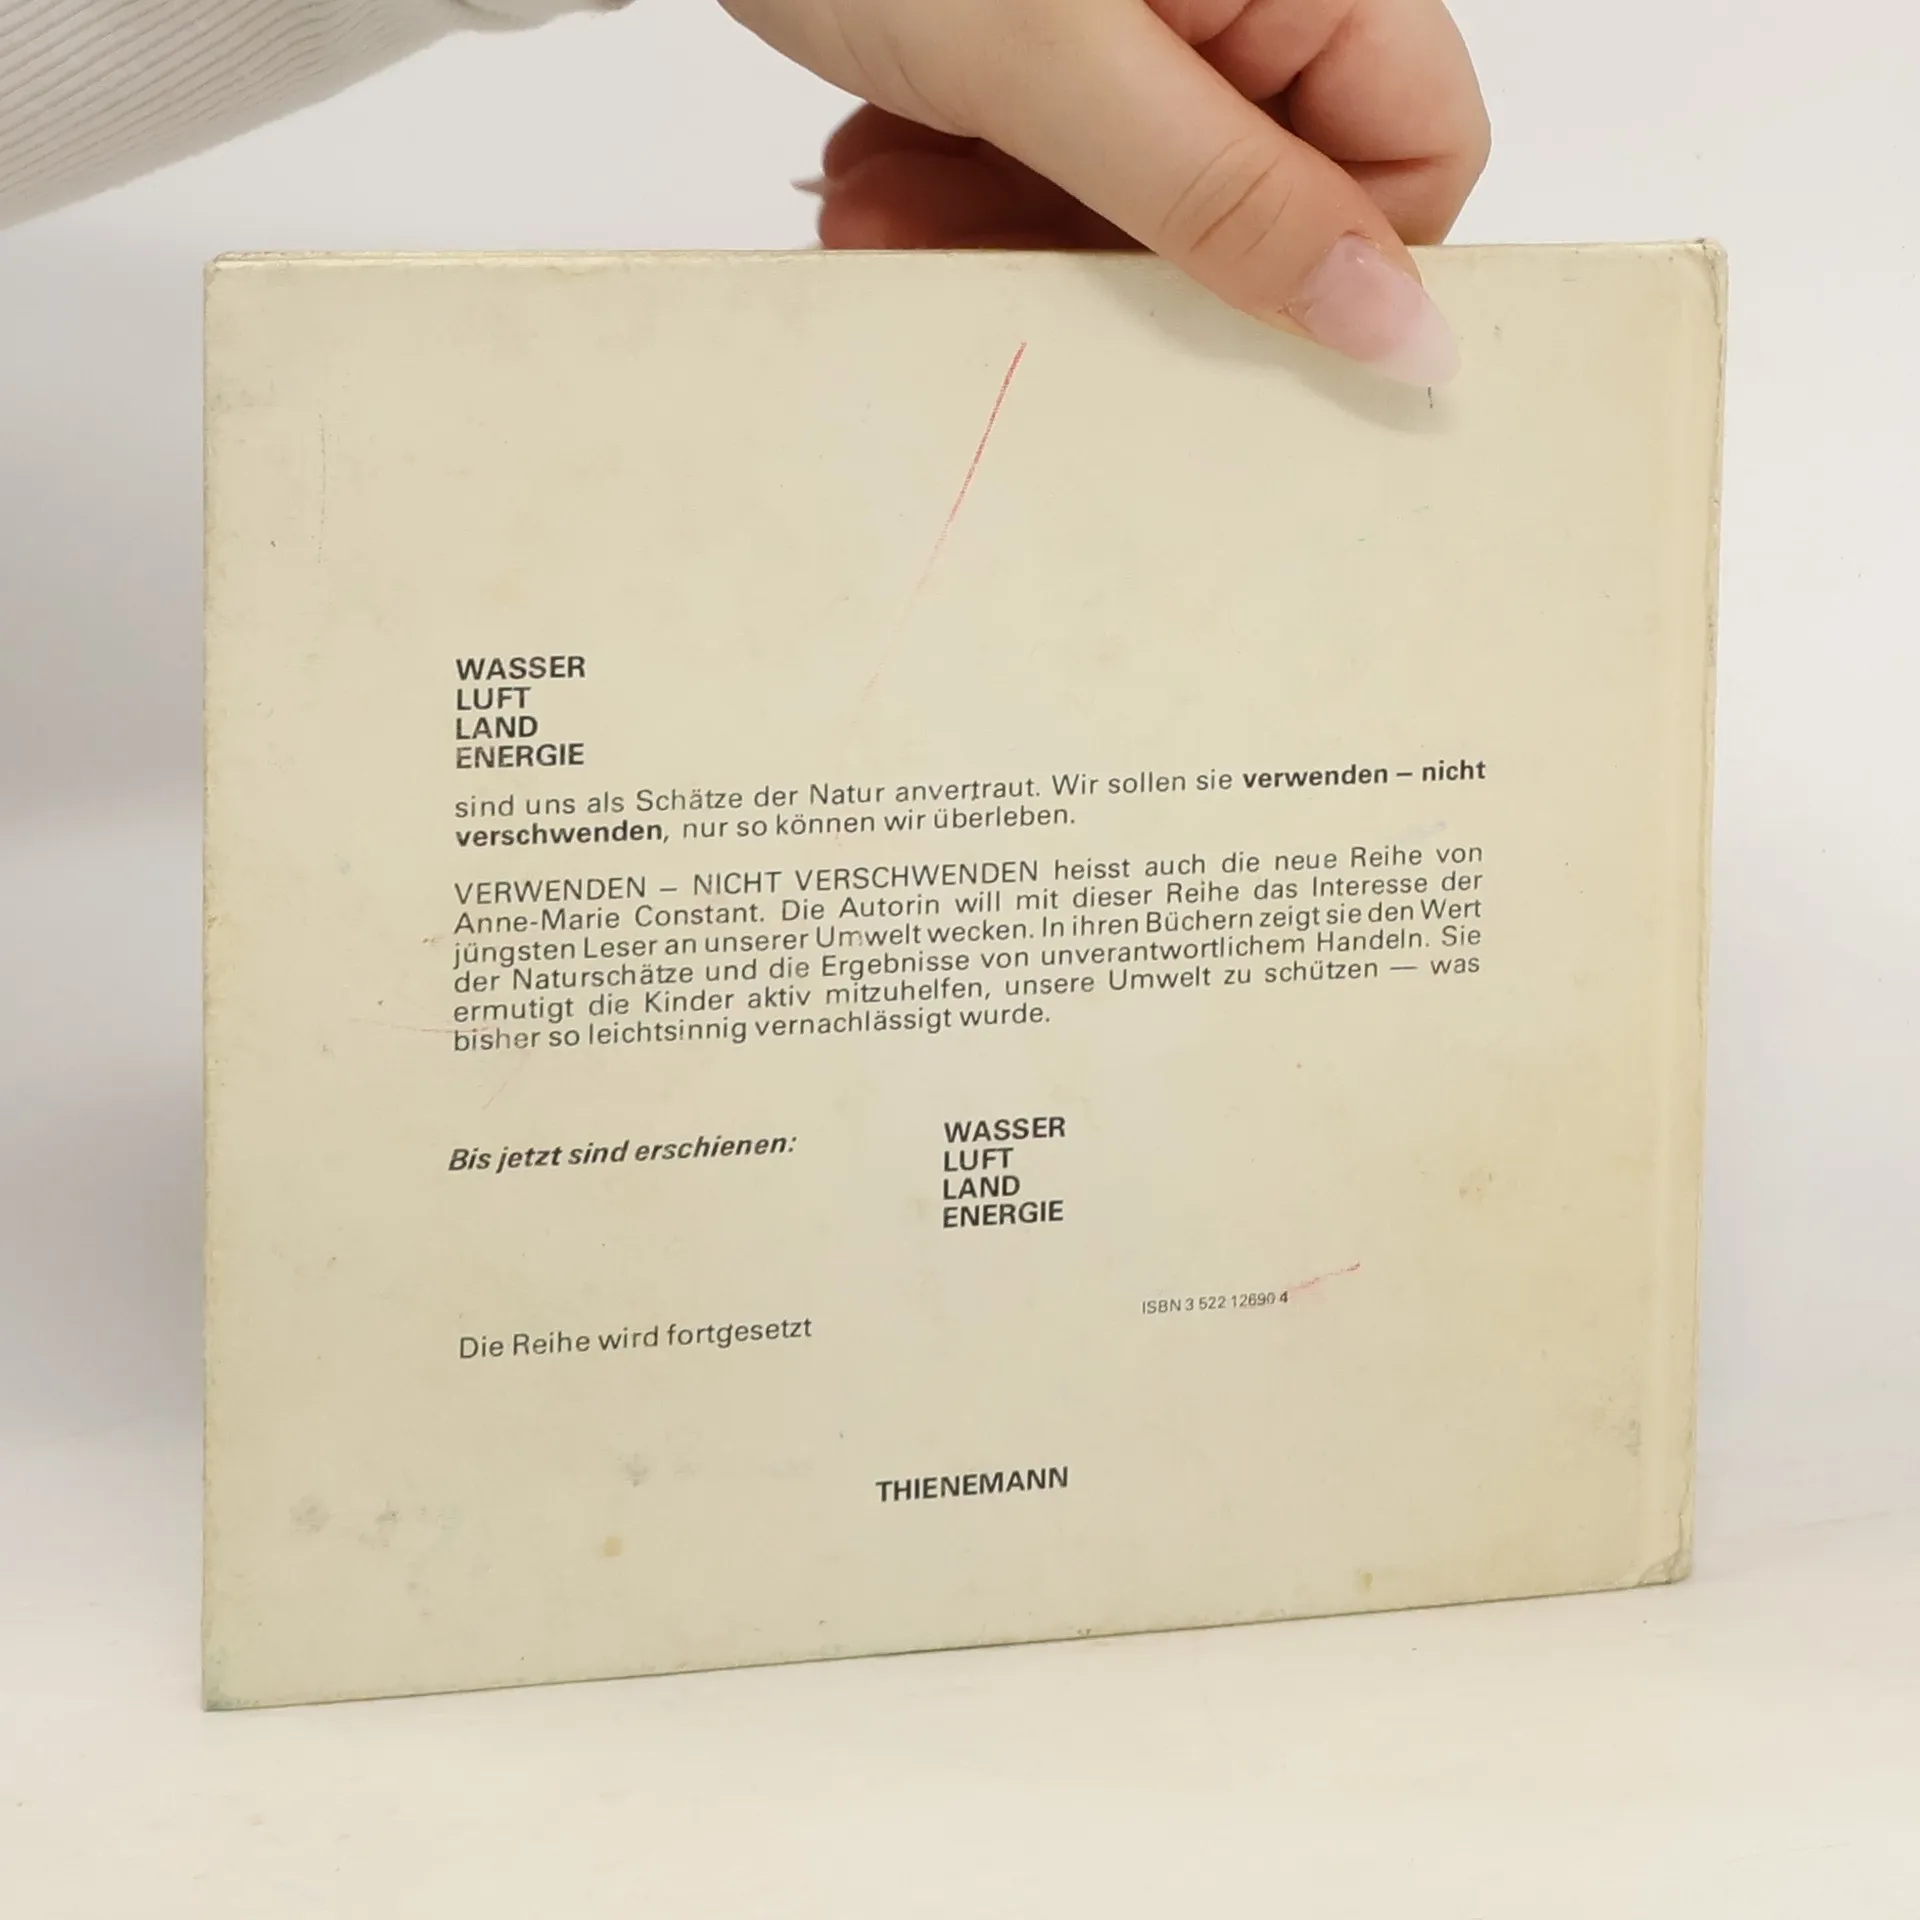 WASSER
LUFT
LAND
ENERGIE
sind uns als Schätze der Natur anvertraut. Wir sollen sie verwenden – nicht
verschwenden, nur so können wir überleben.
VERWENDEN – NICHT VERSCHWENDEN heisst auch die neue Reihe von
Anne-Marie Constant. Die Autorin will mit dieser Reihe das Interesse der
jüngsten Leser an unserer Umwelt wecken. In ihren Büchern zeigt sie den Wert
der Naturschätze und die Ergebnisse von unverantwortlichem Handeln. Sie
ermutigt die Kinder aktiv mitzuhelfen, unsere Umwelt zu schützen — was
bisher so leichtsinnig vernachlässigt wurde.
Bis jetzt sind erschienen:
WASSER
LUFT
LAND
ENERGIE
ISBN 3 522 12690 4
Die Reihe wird fortgesetzt
THIENEMANN